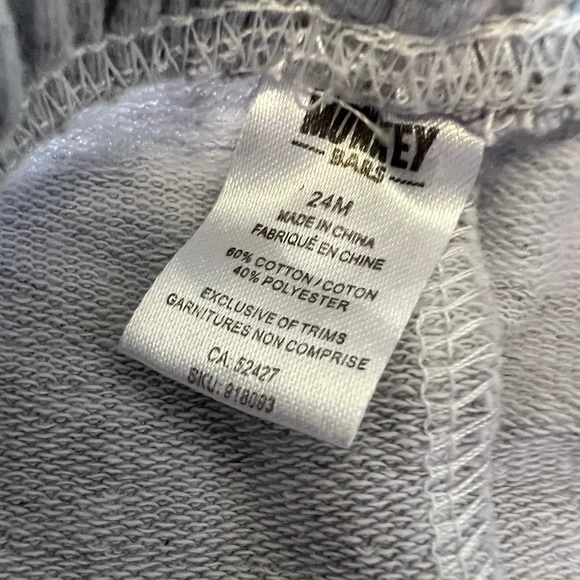 MONKEY
BARS
24M
MADE IN CHINA
FABRIQUÉ EN CHINE
60% COTTON / COTON
40% POLYESTER
EXCLUSIVE OF TRIMS
GARNITURES NON COMPRISE
CA. 52427
SKU: 918093